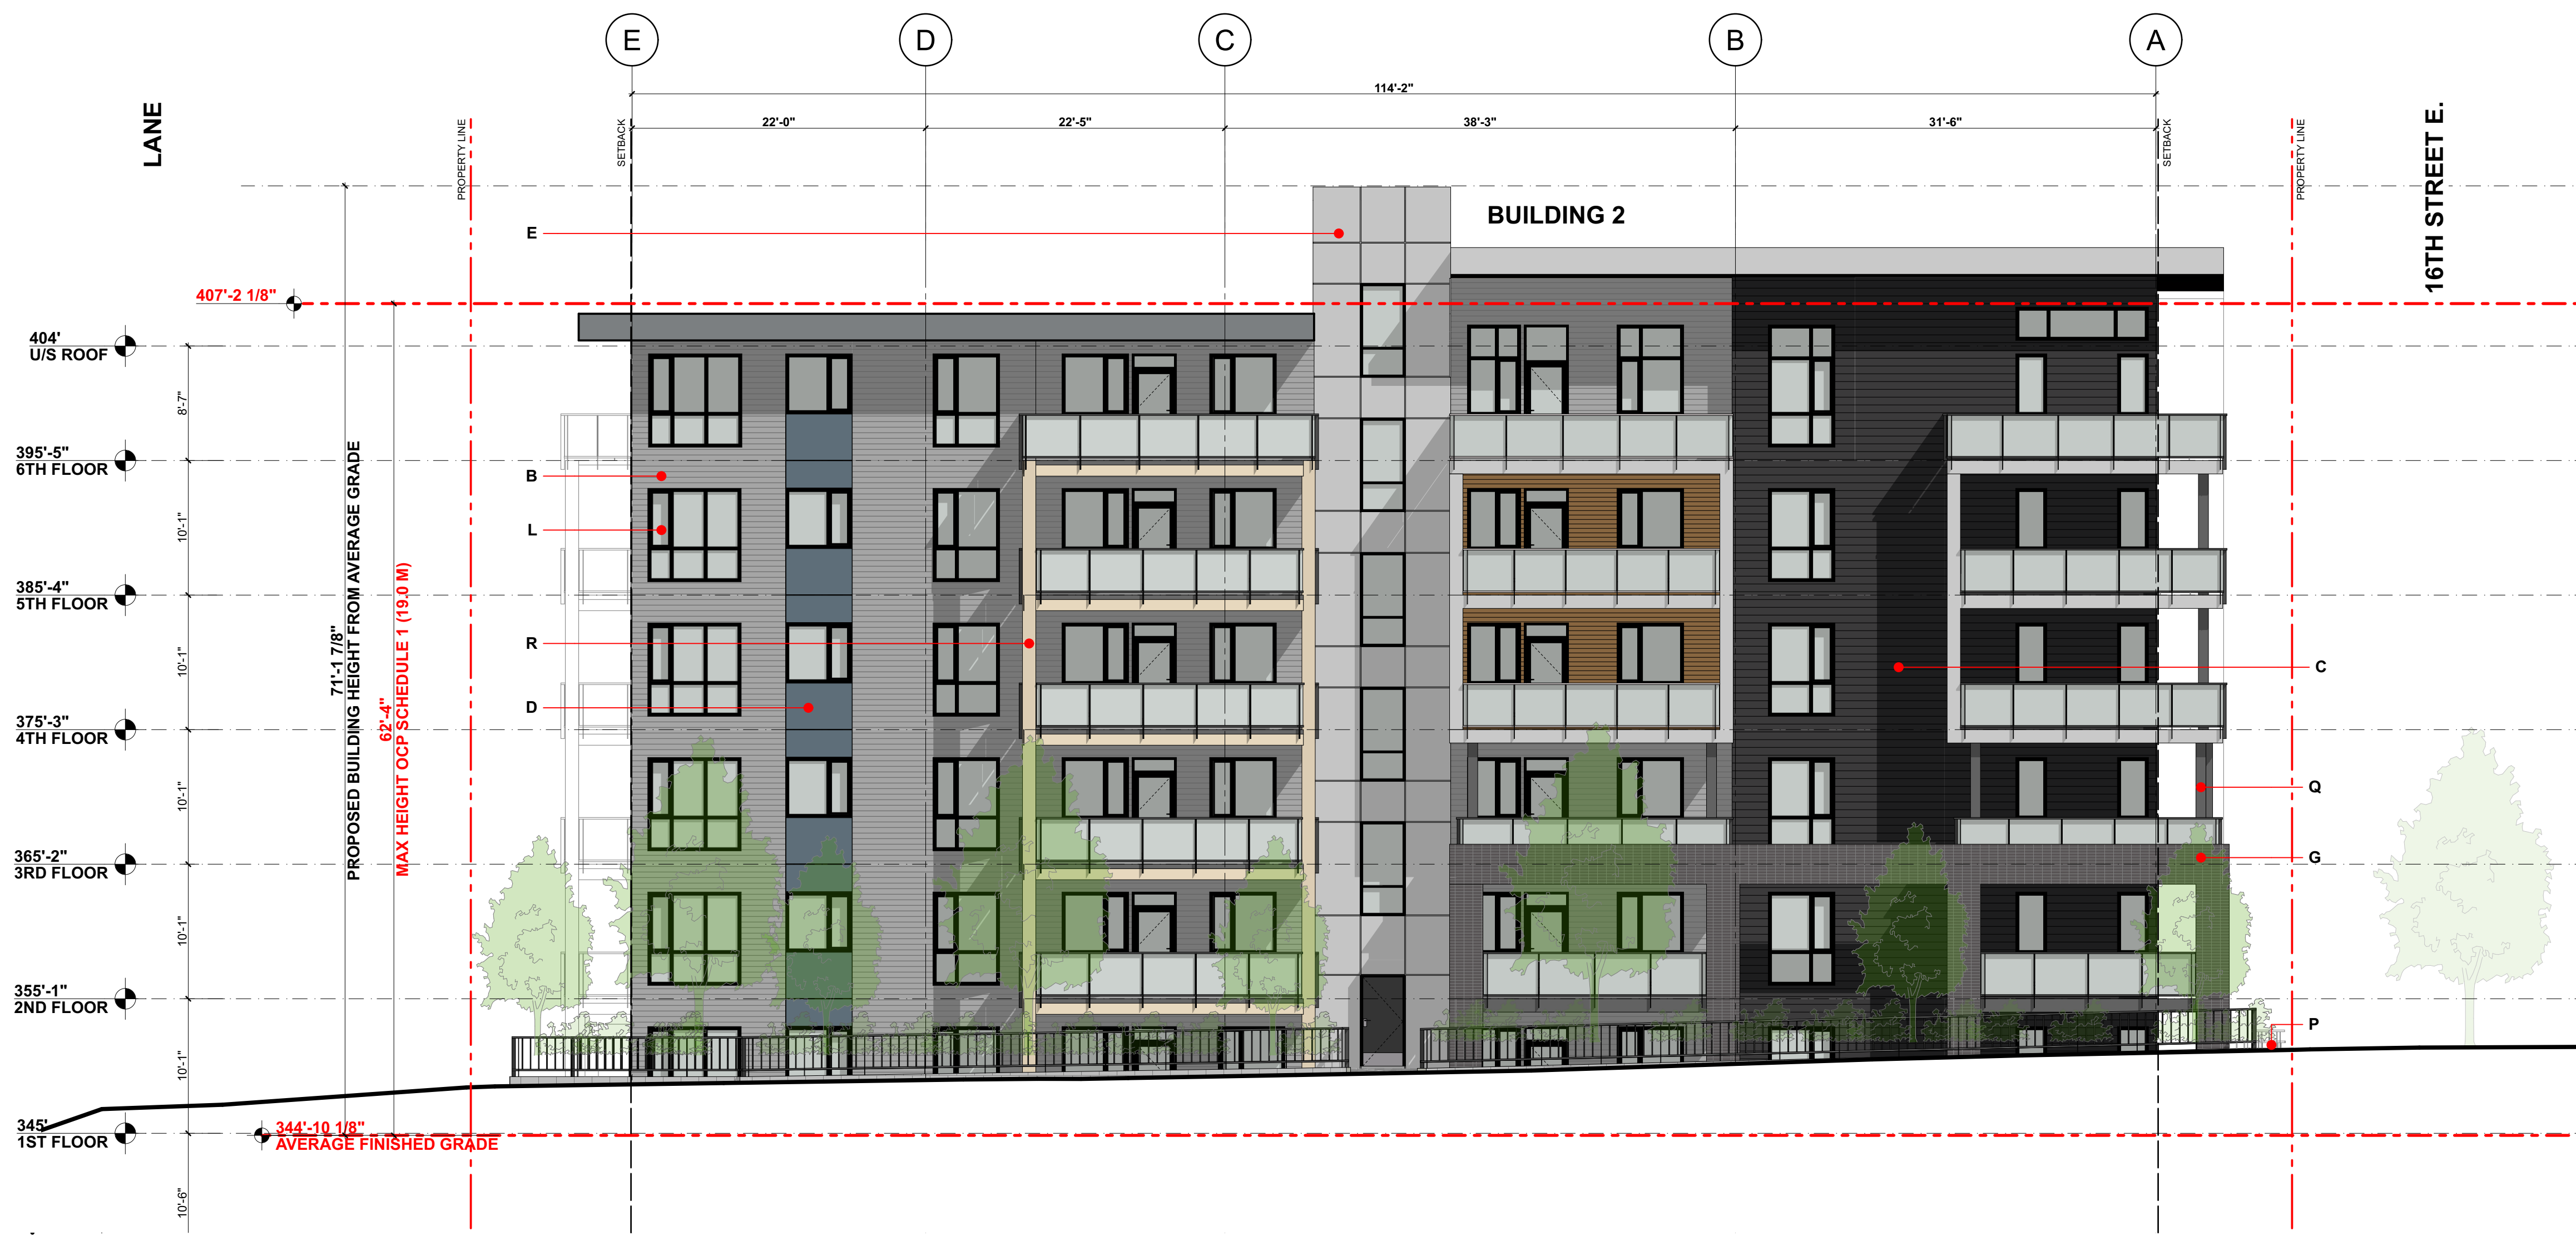 E
D
C
B
A
114'-2"
22'-0"
22'-5"
38'-3"
31'-6"
LANE
PROPERTY LINE
SETBACK
SETBACK
PROPERTY LINE
16TH STREET E.
BUILDING 2
E
407'-2 1/8"
404'
U/S ROOF
8'-7"
395'-5"
6TH FLOOR
B
10'-1"
L
385'-4"
5TH FLOOR
71'-1 7/8"
PROPOSED BUILDING HEIGHT FROM AVERAGE GRADE
62'-4"
MAX HEIGHT OCP SCHEDULE 1 (19.0 M)
10'-1"
R
C
D
375'-3"
4TH FLOOR
10'-1"
Q
365'-2"
3RD FLOOR
G
10'-1"
355'-1"
2ND FLOOR
P
10'-1"
345'
1ST FLOOR
344'-10 1/8"
AVERAGE FINISHED GRADE
10'-6"